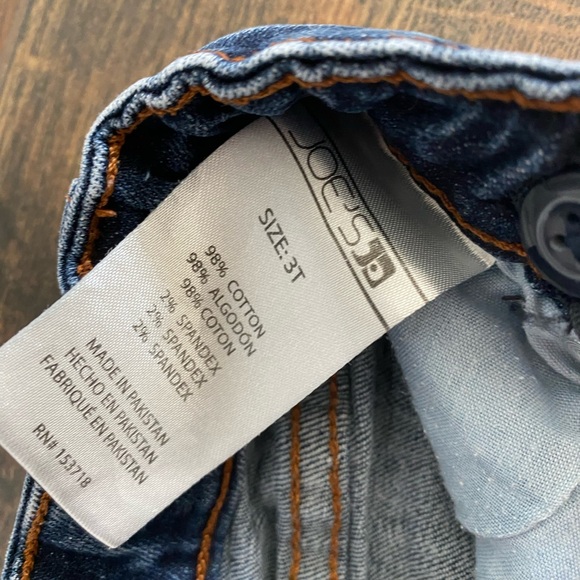 JOE'S
SIZE: 3T
98% COTTON
98% ALGODÓN
98% COTON
2% SPANDEX
2% SPANDEX
2% SPANDEX
MADE IN PAKISTAN
HECHO EN PAKISTAN
FABRIQUÉ EN PAKISTAN
RN# 153718